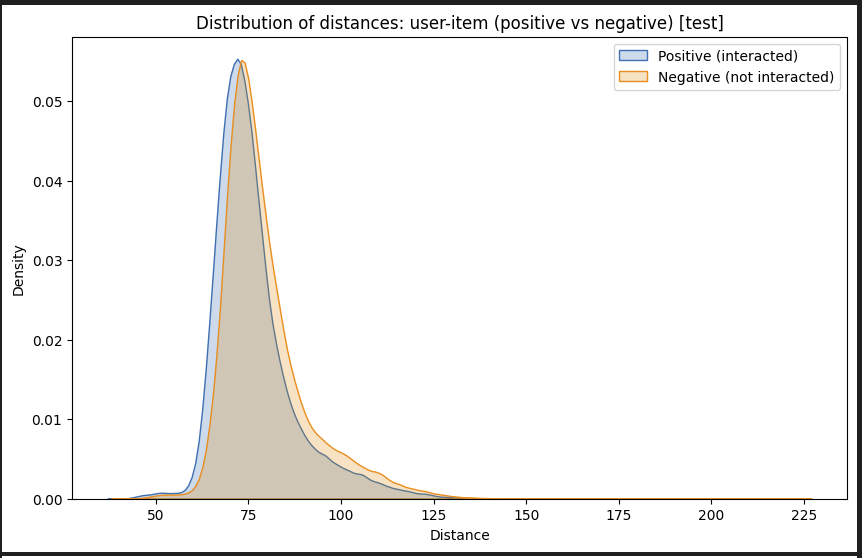 Distribution of distances: user-item (positive vs negative) [test]
Positive (interacted)
Negative (not interacted)
Density
0.05
0.04
0.03
0.02
0.01
0.00
50
75
100
125
150
175
200
225
Distance